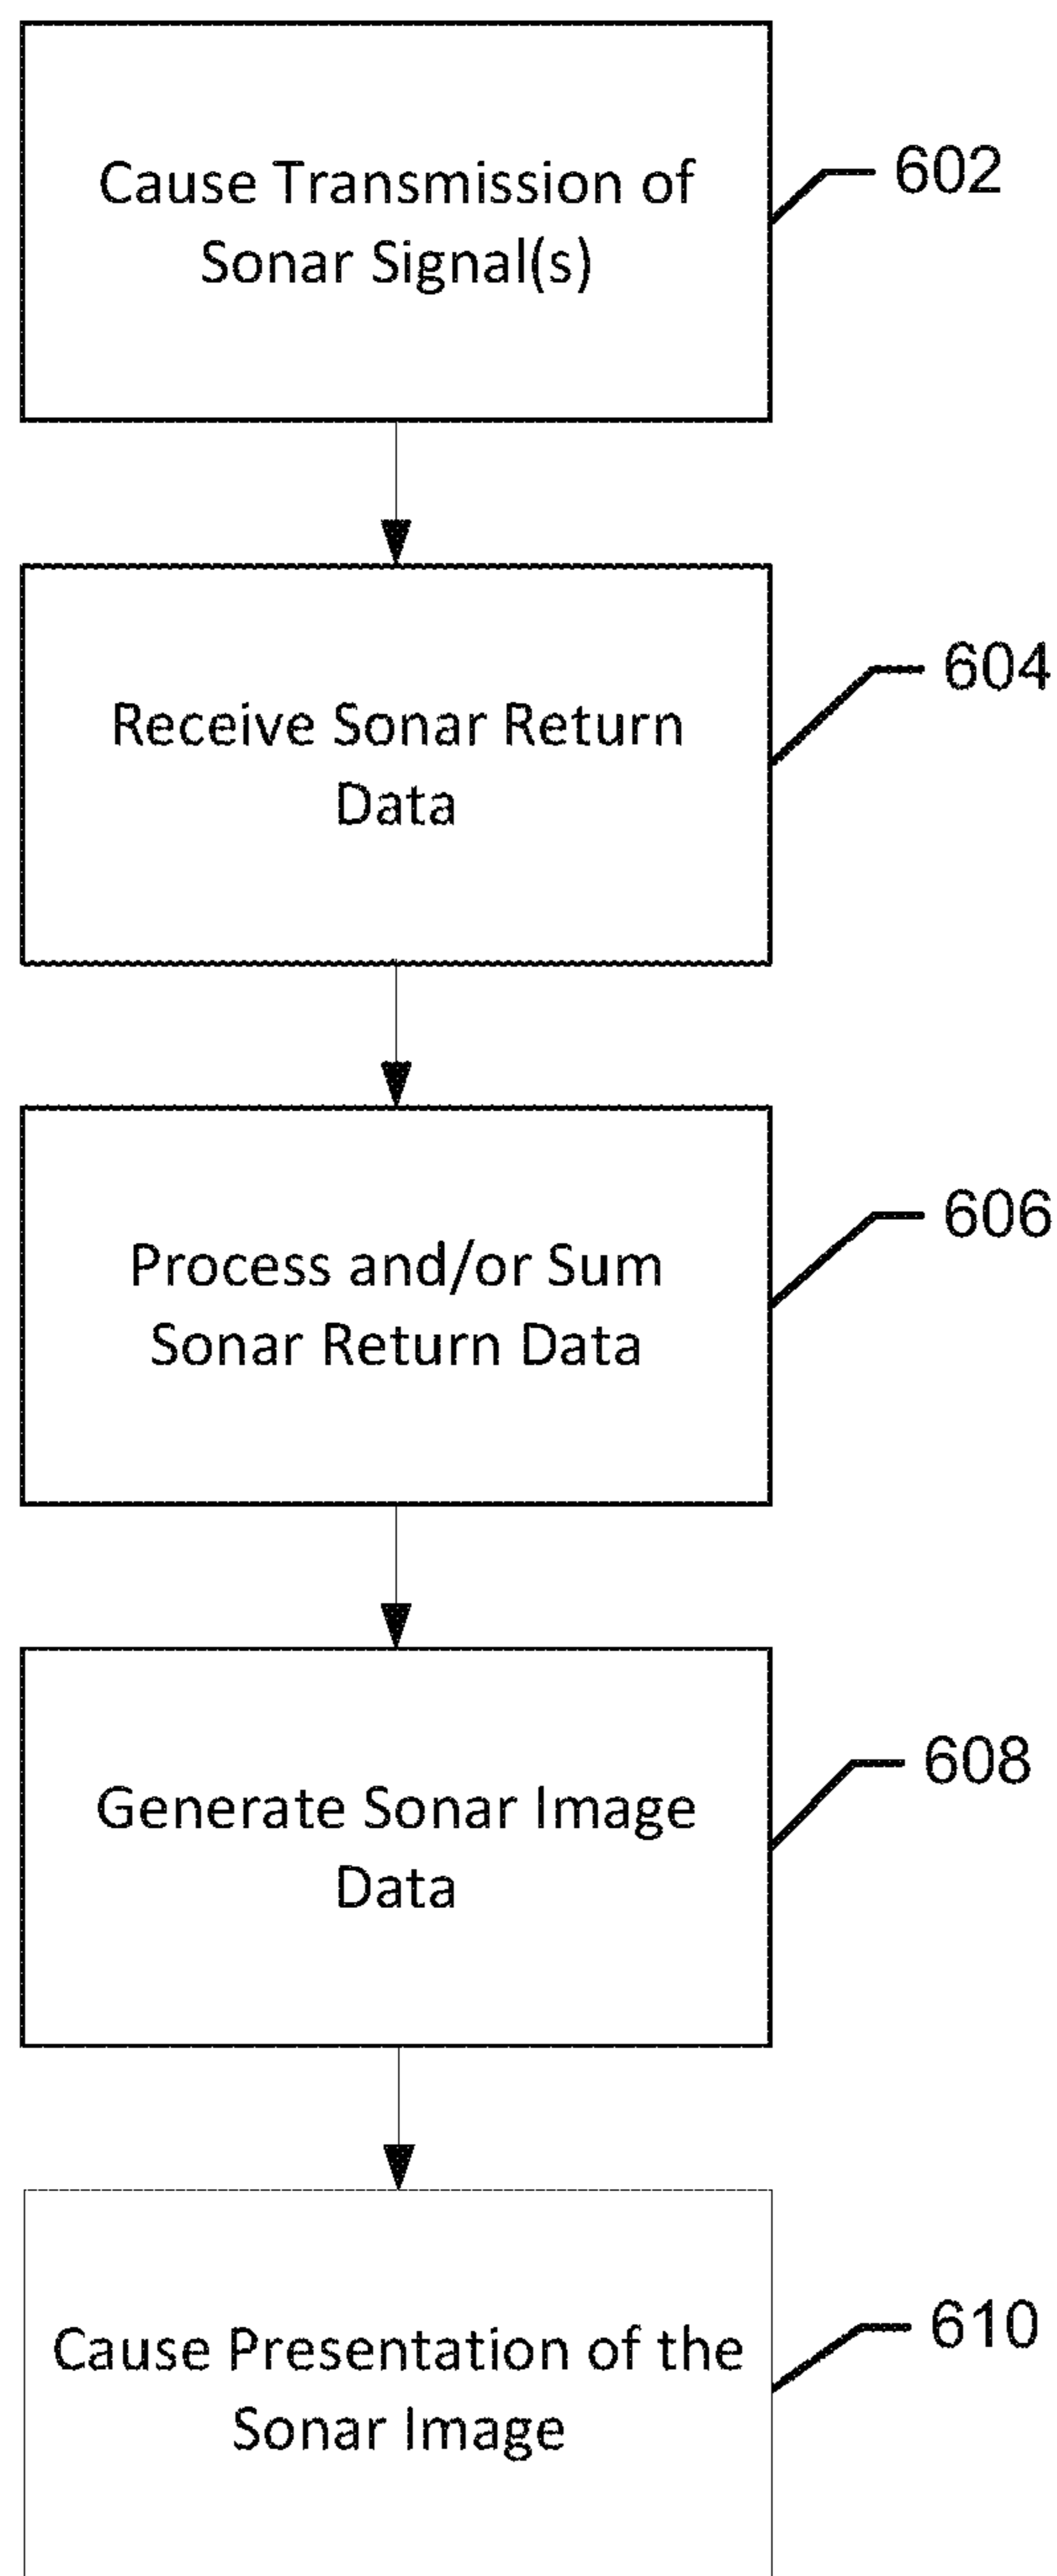 Cause Transmission of
Sonar Signal(s)
602
Receive Sonar Return
Data
604
Process and/or Sum
Sonar Return Data
606
Generate Sonar Image
Data
608
Cause Presentation of the
Sonar Image
610